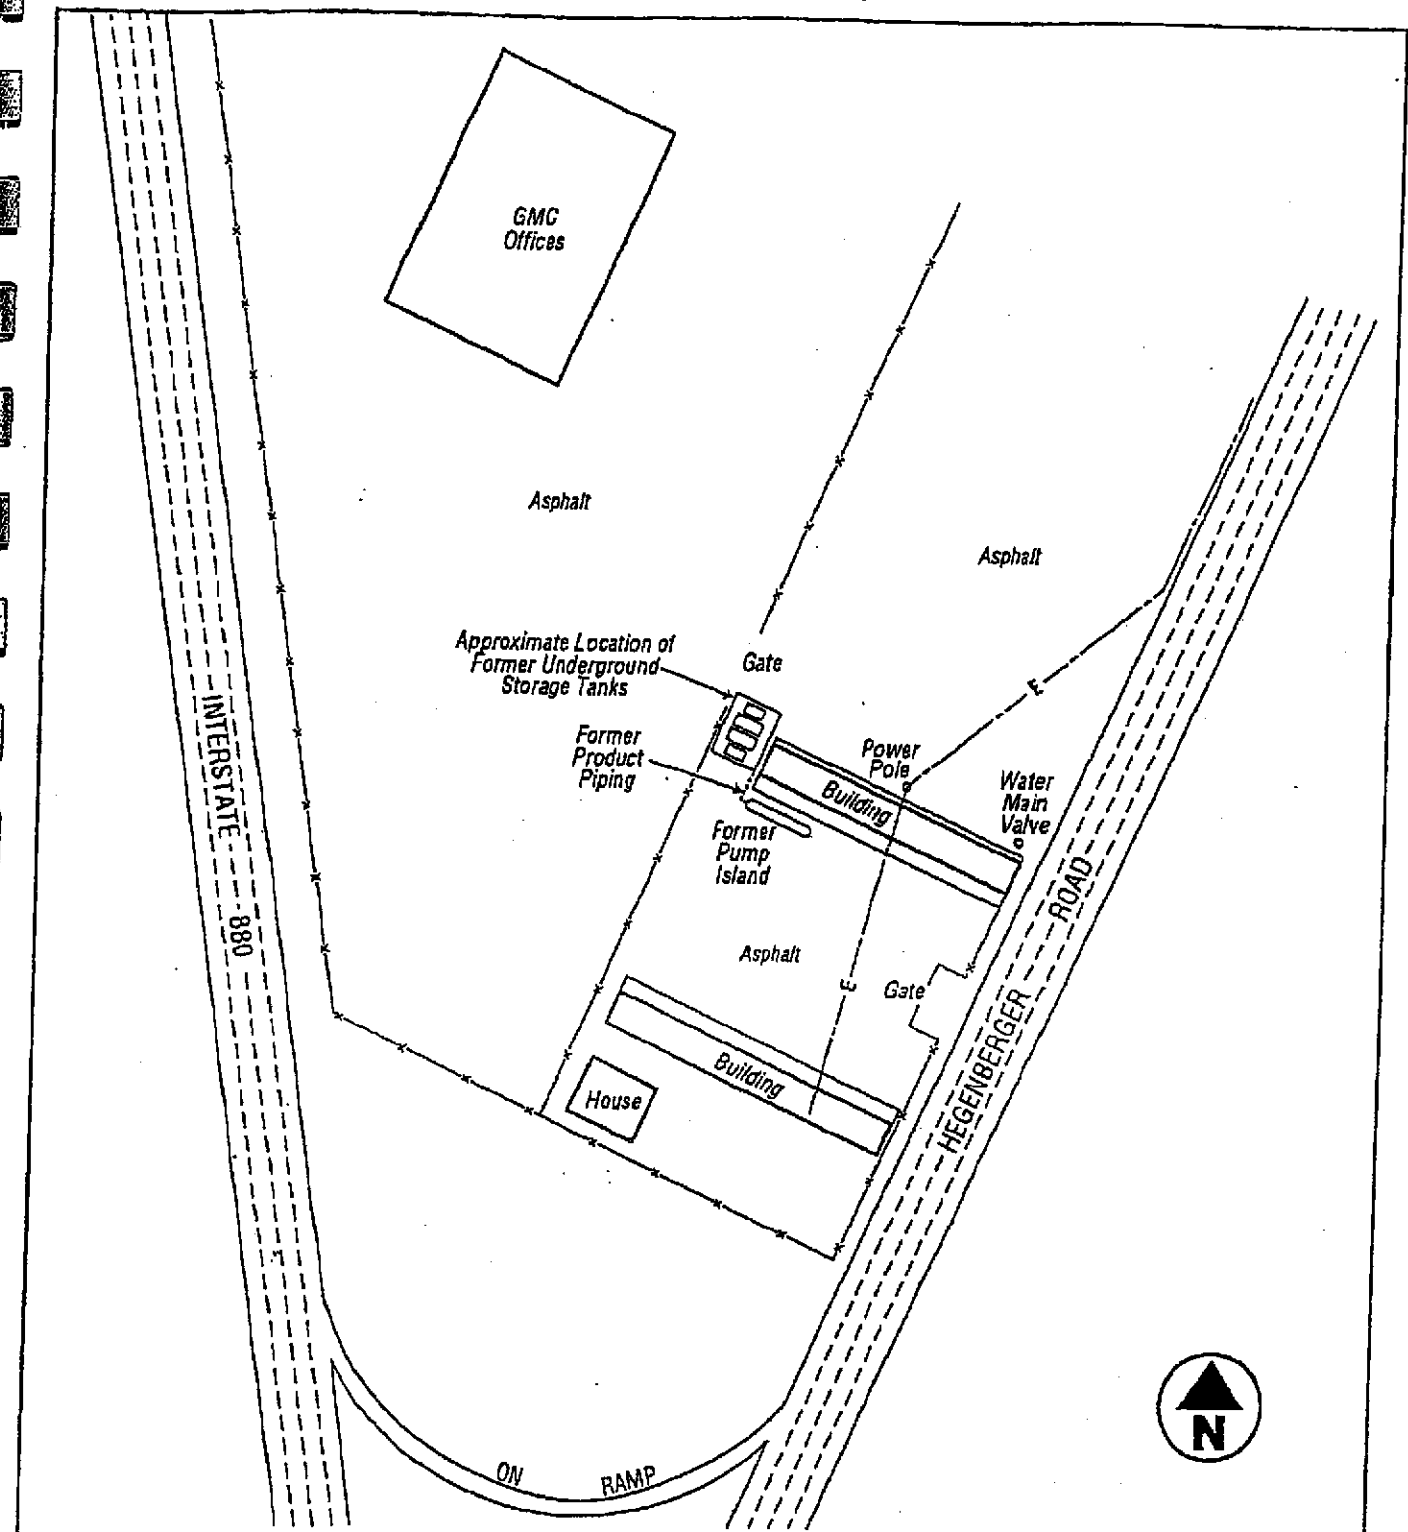 GMC
Offices
Asphalt
Asphalt
Approximate Location of
Former Underground
Storage Tanks
Gate
Former
Product
Piping
Power
Pole
Water
Main
Valve
Building
Former
Pump
Island
E
INTERSTATE 880
Asphalt
E
Gate
HEGENBERGER ROAD
Building
House
ON RAMP
N